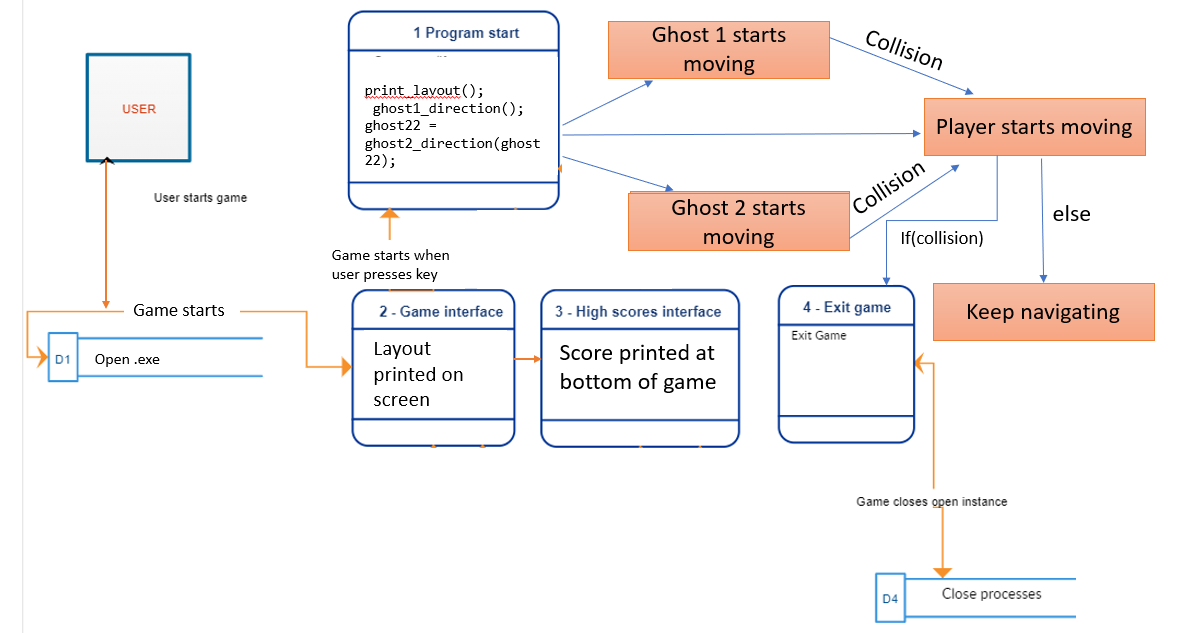 1 Program start
print_layout();
ghost1_direction();
ghost22 =
ghost2_direction(ghost
22);
Ghost 1 starts
moving
Collision
Player starts moving
USER
User starts game
Ghost 2 starts
moving
Collision
If(collision)
else
Game starts when
user presses key
Game starts
D1
Open .exe
2 - Game interface
Layout
printed on
screen
3 - High scores interface
Score printed at
bottom of game
4 - Exit game
Exit Game
Keep navigating
Game closes open instance
D4
Close processes